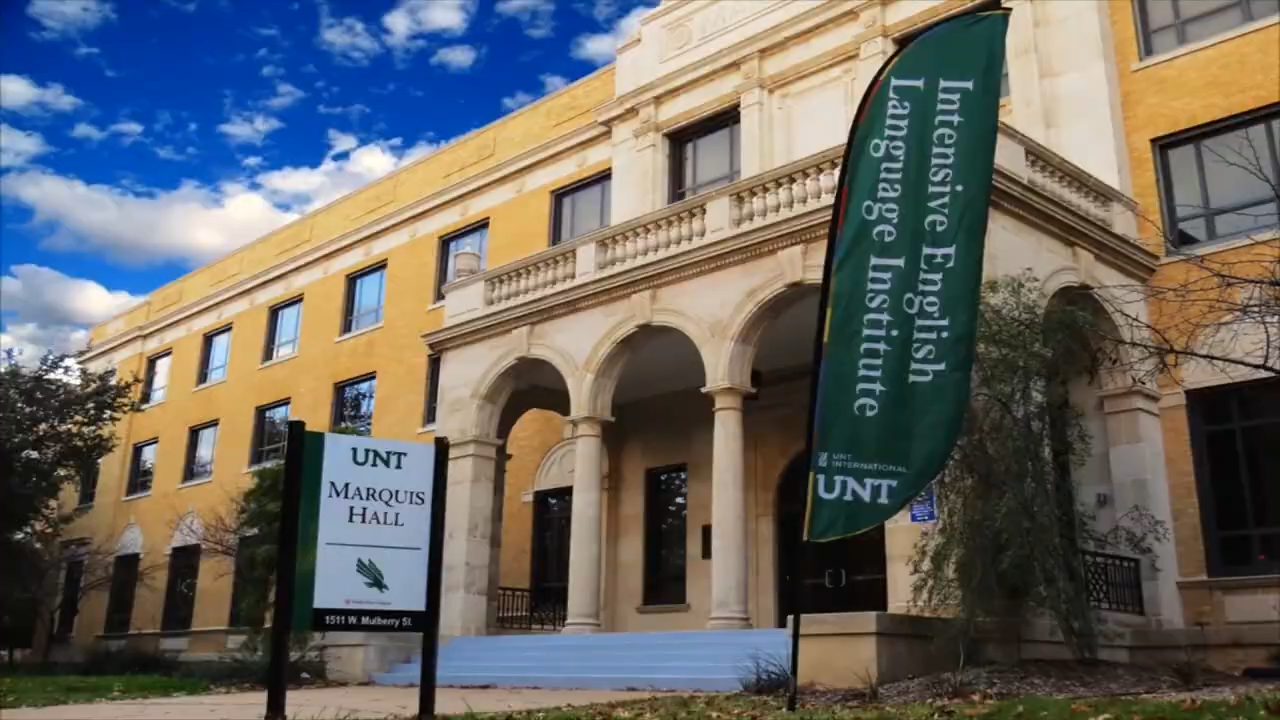 UNT
MARQUIS
HALL
1511 W. Mulberry St.
Intensive English
Language Institute
UNT
INTERNATIONAL
UNT